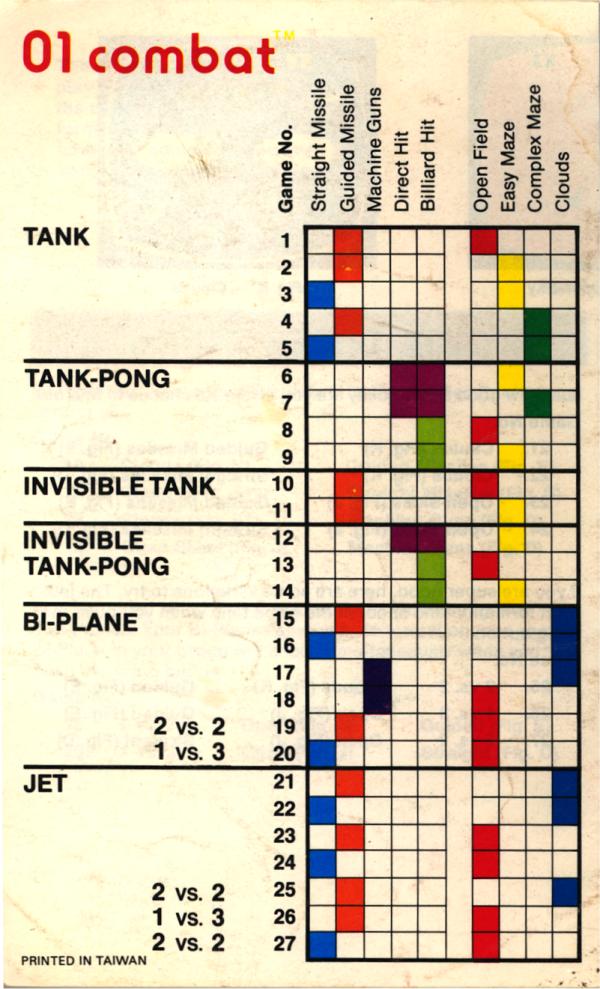 01 combat™
Game No.
Straight Missile
Guided Missile
Machine Guns
Direct Hit
Billiard Hit
Open Field
Easy Maze
Complex Maze
Clouds
TANK
1
2
3
4
5
TANK-PONG
6
7
8
9
INVISIBLE TANK
10
11
INVISIBLE
TANK-PONG
12
13
14
BI-PLANE
15
16
17
18
2 vs. 2 19
1 vs. 3 20
JET
21
22
23
24
2 vs. 2 25
1 vs. 3 26
2 vs. 2 27
PRINTED IN TAIWAN